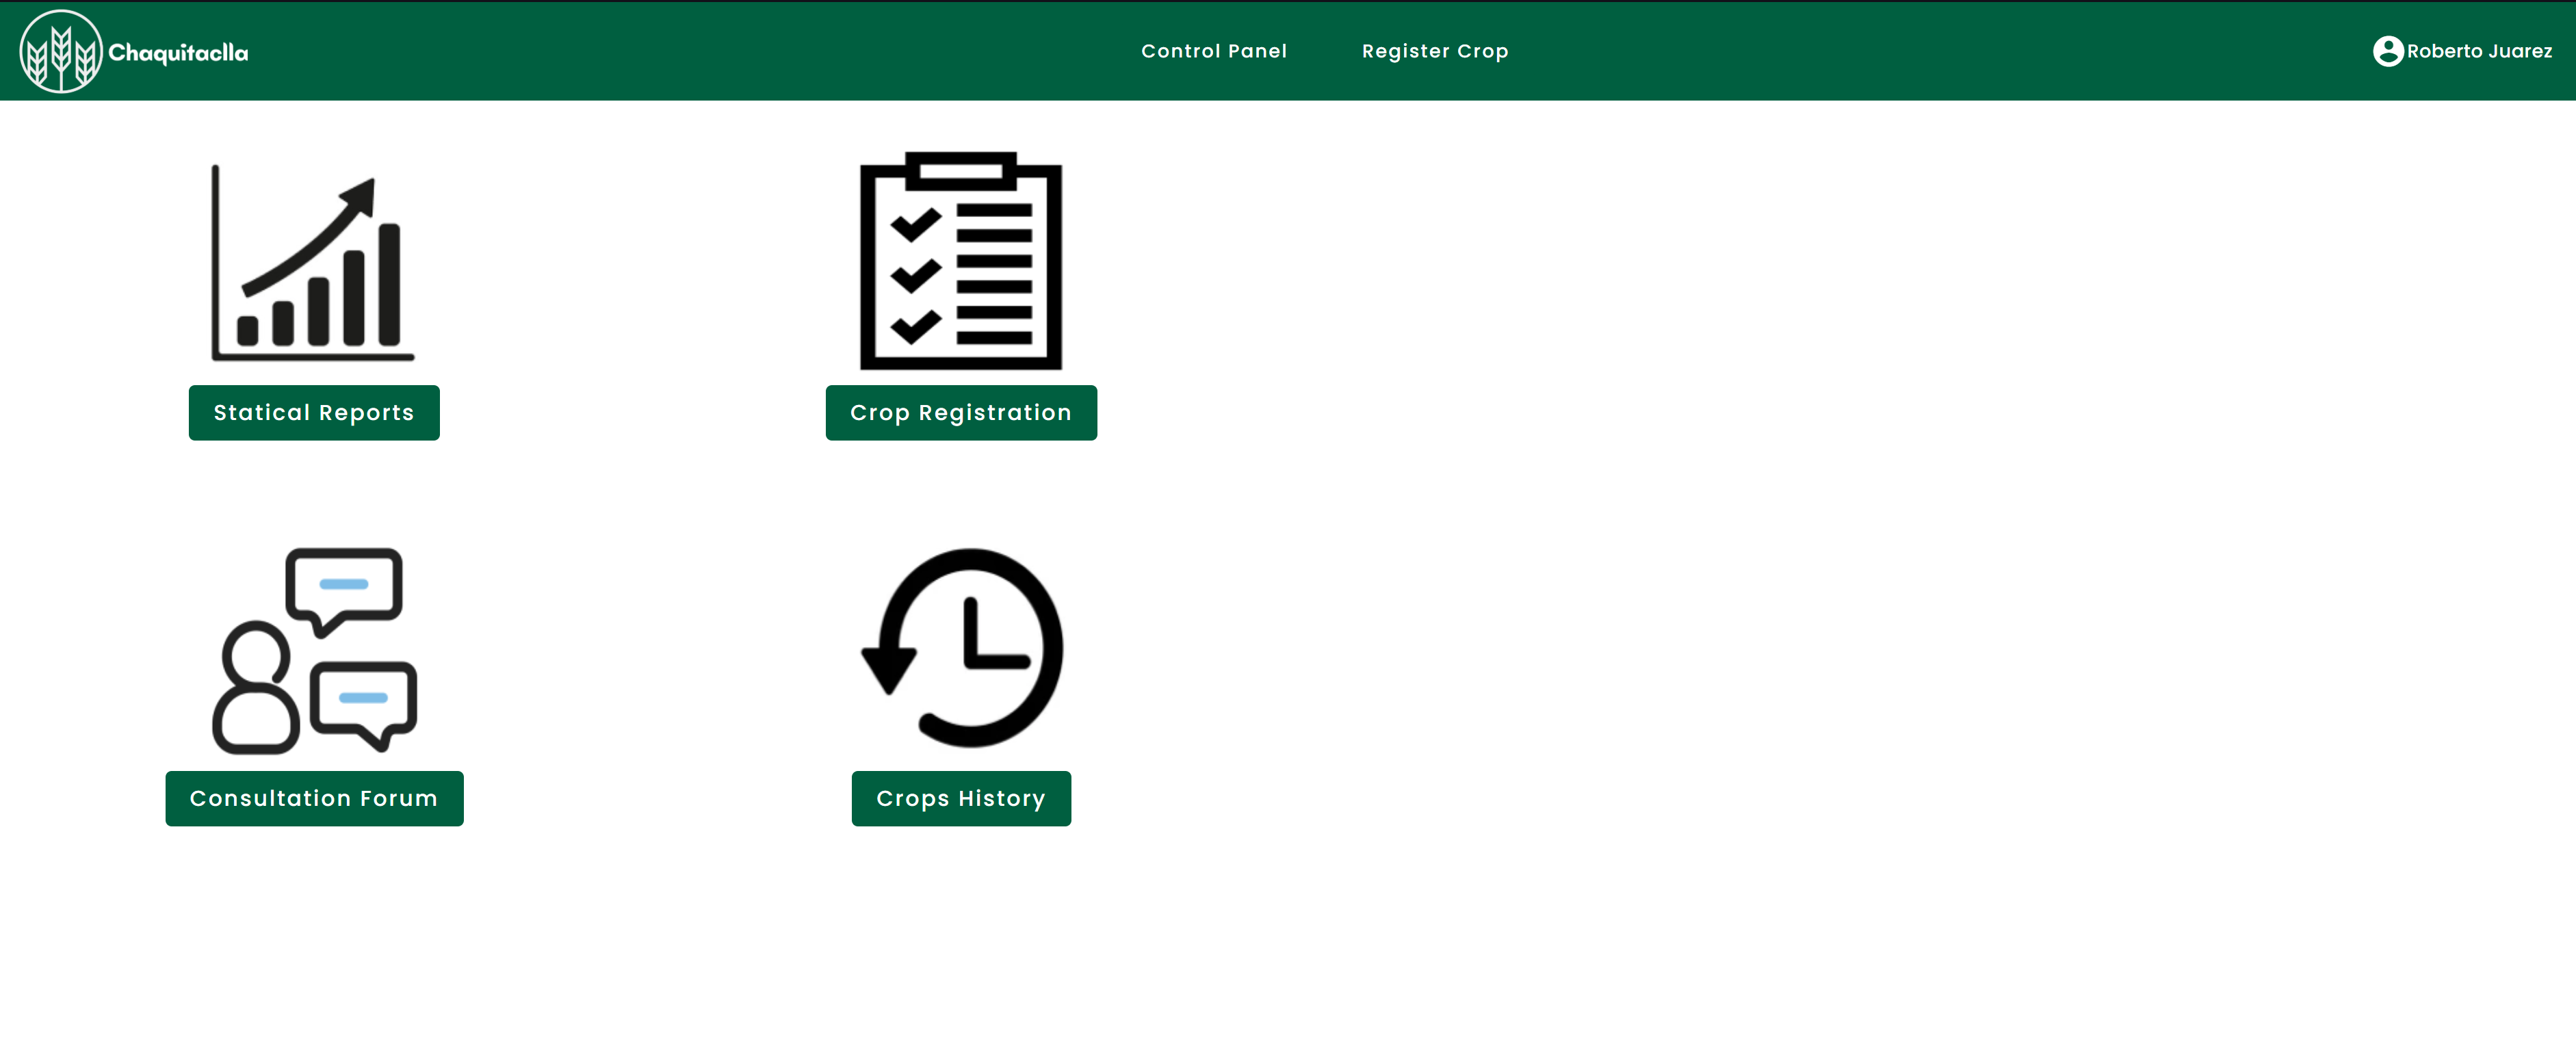 Chaquitaclla
Control Panel
Register Crop
Roberto Juarez
Statical Reports
Crop Registration
Consultation Forum
Crops History